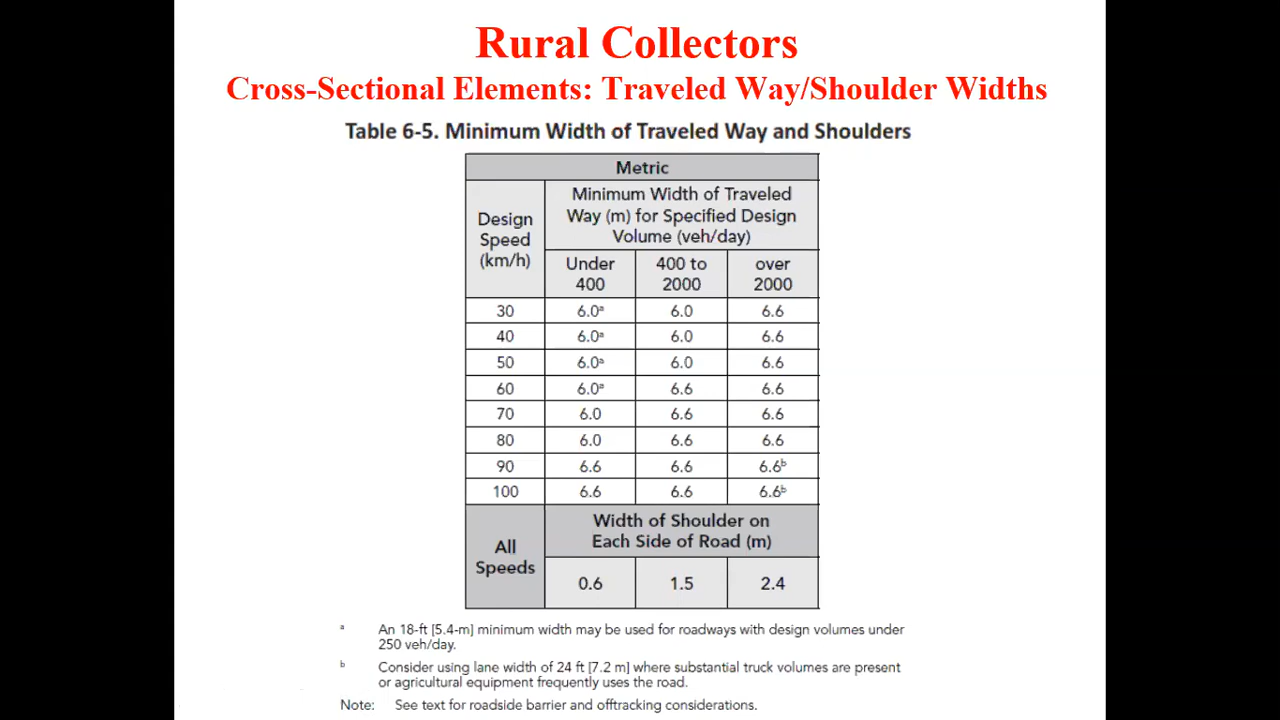 Rural Collectors
Cross-Sectional Elements: Traveled Way/Shoulder Widths
Table 6-5. Minimum Width of Traveled Way and Shoulders
Metric
Design
Speed
(km/h)
Minimum Width of Traveled
Way (m) for Specified Design
Volume (veh/day)
Under
400
400 to
2000
over
2000
30 6.0ᵃ 6.0 6.6
40 6.0ᵃ 6.0 6.6
50 6.0ᵃ 6.0 6.6
60 6.0ᵃ 6.6 6.6
70 6.0 6.6 6.6
80 6.0 6.6 6.6
90 6.6 6.6 6.6ᵇ
100 6.6 6.6 6.6ᵇ
All
Speeds
Width of Shoulder on
Each Side of Road (m)
0.6 1.5 2.4
ᵃ An 18-ft [5.4-m] minimum width may be used for roadways with design volumes under
250 veh/day.
ᵇ Consider using lane width of 24 ft [7.2 m] where substantial truck volumes are present
or agricultural equipment frequently uses the road.
Note: See text for roadside barrier and offtracking considerations.